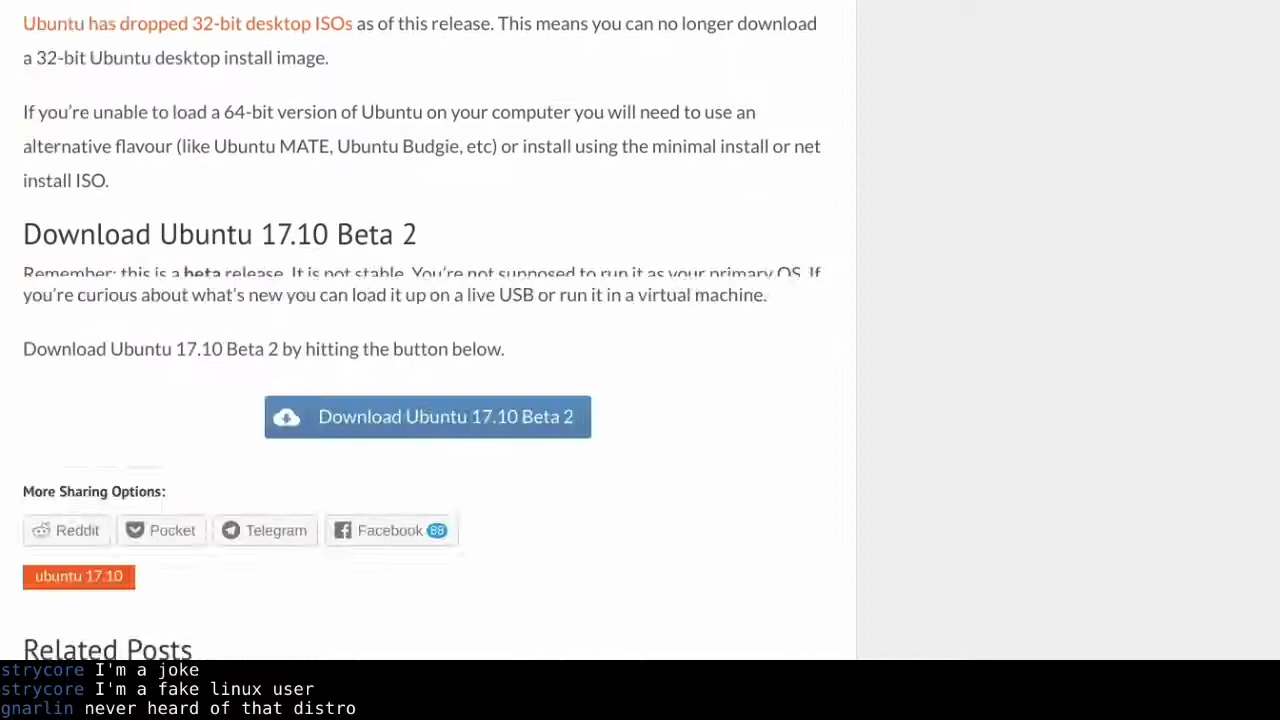 Ubuntu has dropped 32-bit desktop ISOs as of this release. This means you can no longer download
a 32-bit Ubuntu desktop install image.
If you're unable to load a 64-bit version of Ubuntu on your computer you will need to use an
alternative flavour (like Ubuntu MATE, Ubuntu Budgie, etc) or install using the minimal install or net
install ISO.
Download Ubuntu 17.10 Beta 2
Remember: this is a beta release. It is not stable. You're not supposed to run it as your primary OS. If
you're curious about what's new you can load it up on a live USB or run it in a virtual machine.
Download Ubuntu 17.10 Beta 2 by hitting the button below.
Download Ubuntu 17.10 Beta 2
More Sharing Options:
Reddit Pocket Telegram Facebook 88
ubuntu 17.10
Related Posts
strycore I'm a joke
strycore I'm a fake linux user
gnarlin never heard of that distro